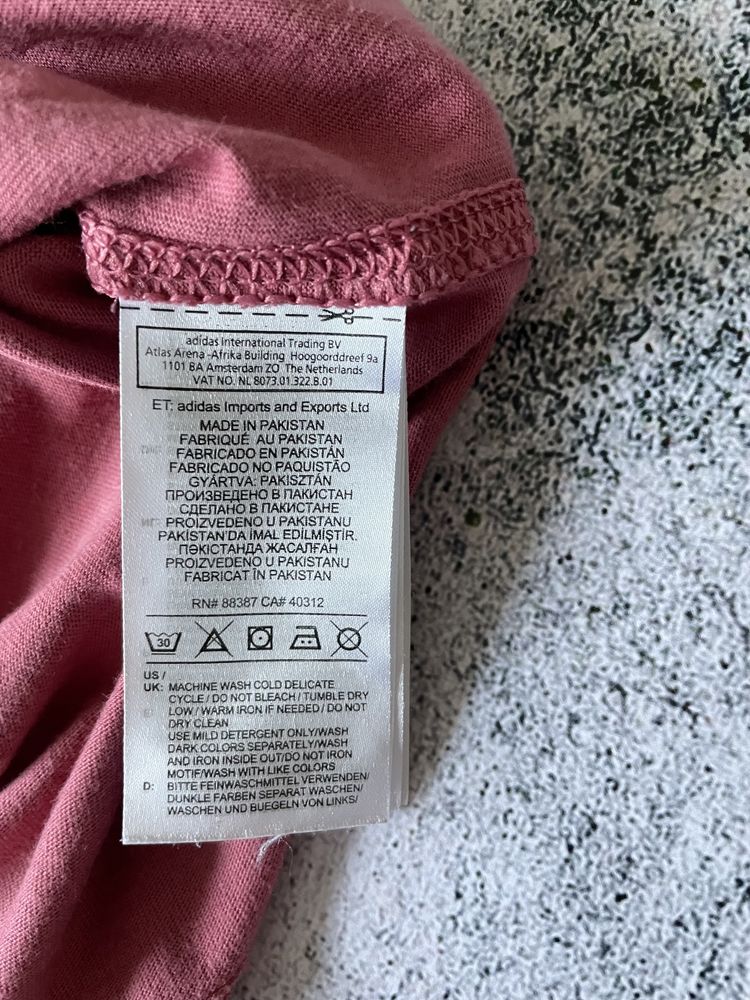 adidas International Trading BV
Atlas Arena -Afrika Building Hoogoorddreef 9a
1101 BA Amsterdam ZO The Netherlands
VAT NO. NL 8073.01.322.B.01
ET: adidas Imports and Exports Ltd
MADE IN PAKISTAN
FABRIQUÉ AU PAKISTAN
FABRICADO EN PAKISTÁN
FABRICADO NO PAQUISTÃO
GYÁRTVA: PAKISZTÁN
ПРОИЗВЕДЕНО В ПАКИСТАН
СДЕЛАНО В ПАКИСТАНЕ
PROIZVEDENO U PAKISTANU
PAKİSTAN'DA İMAL EDİLMİŞTİR.
ПӘКІСТАНДА ЖАСАЛҒАН
PROIZVEDENO U PAKISTANU
FABRICAT ÎN PAKISTAN
RN# 88387 CA# 40312
30
US /
UK: MACHINE WASH COLD DELICATE
CYCLE / DO NOT BLEACH / TUMBLE DRY
LOW / WARM IRON IF NEEDED / DO NOT
DRY CLEAN
USE MILD DETERGENT ONLY/WASH
DARK COLORS SEPARATELY/WASH
AND IRON INSIDE OUT/DO NOT IRON
MOTIF/WASH WITH LIKE COLORS
D: BITTE FEINWASCHMITTEL VERWENDEN/
DUNKLE FARBEN SEPARAT WASCHEN/
WASCHEN UND BUEGELN VON LINKS/